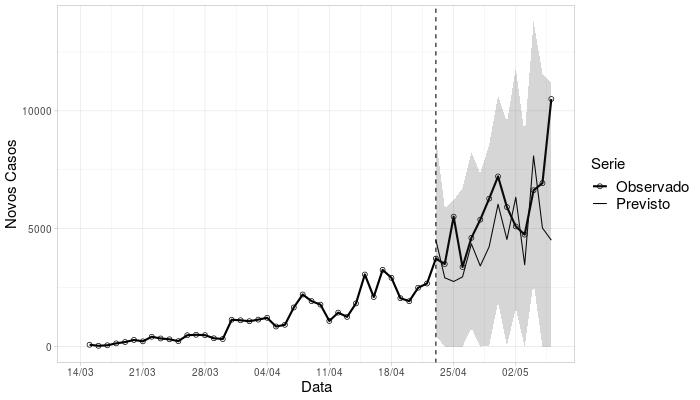 Novos Casos
10000
5000
0
14/03
21/03
28/03
04/04
11/04
18/04
25/04
02/05
Data
Serie
Observado
Previsto